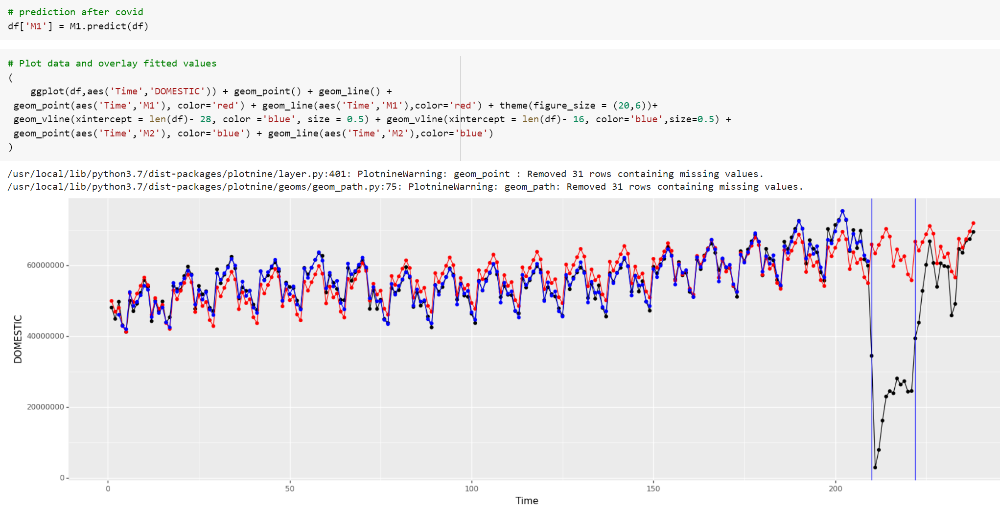 # prediction after covid
df['M1'] = M1.predict(df)
# Plot data and overlay fitted values
(
    ggplot(df,aes('Time','DOMESTIC')) + geom_point() + geom_line() +
 geom_point(aes('Time','M1'), color='red') + geom_line(aes('Time','M1'),color='red') + theme(figure_size = (20,6))+
 geom_vline(xintercept = len(df)- 28, color ='blue', size = 0.5) + geom_vline(xintercept = len(df)- 16, color='blue',size=0.5) +
 geom_point(aes('Time','M2'), color='blue') + geom_line(aes('Time','M2'),color='blue')
)
/usr/local/lib/python3.7/dist-packages/plotnine/layer.py:401: PlotnineWarning: geom_point : Removed 31 rows containing missing values.
/usr/local/lib/python3.7/dist-packages/plotnine/geoms/geom_path.py:75: PlotnineWarning: geom_path: Removed 31 rows containing missing values.
DOMESTIC
60000000
40000000
20000000
0
0 50 100 150 200
Time